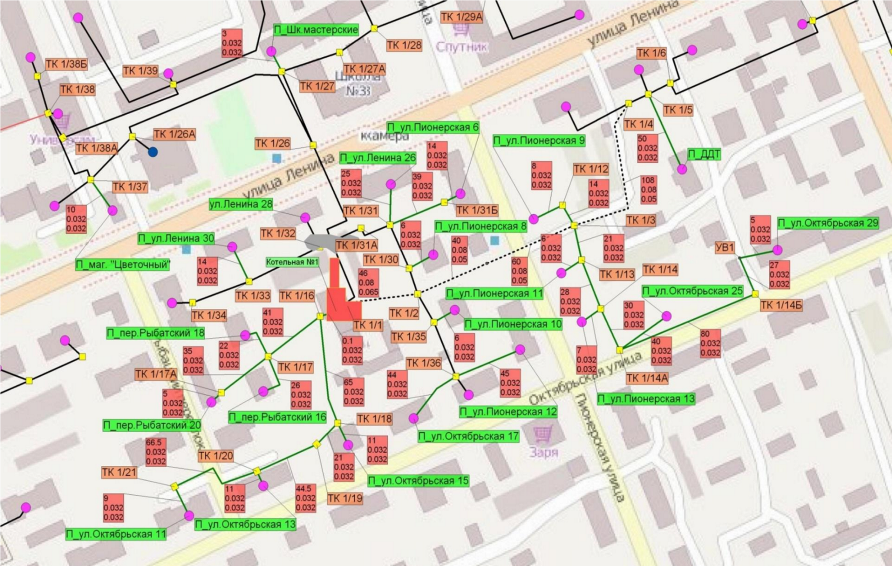 ТК 1/29А
улица Ленина
П_Шк.мастерские
3
0.032
0.032
ТК 1/28
Спутник
ТК 1/38Б
ТК 1/39
ТК 1/27А
ТК 1/6
ТК 1/38
ТК 1/27
Школа
№33
ТК 1/5
Универсам
ТК 1/26А
ТК 1/4
ТК 1/38А
ТК 1/26
П_ул.Пионерская 6
П_ул.Пионерская 9
50
0.032
0.032
П_ДДТ
14
0.032
0.032
П_ул.Ленина 26
8
0.032
0.032
ТК 1/12
улица Ленина
ТК 1/37
25
0.032
0.032
39
0.032
0.032
14
0.032
0.032
108
0.08
0.05
10
0.032
0.032
ул.Ленина 28
ТК 1/31
ТК 1/31Б
ТК 1/3
5
0.032
0.032
П_ул.Октябрьская 29
П_ул.Ленина 30
ТК 1/32
ТК 1/31А
6
0.032
0.032
П_ул.Пионерская 8
40
0.08
0.05
6
0.032
0.032
21
0.032
0.032
УВ1
П_маг. "Цветочный"
14
0.032
0.032
Котельная №1
ТК 1/30
60
0.08
0.05
ТК 1/13
ТК 1/14
27
0.032
0.032
46
0.08
0.065
ТК 1/33
ТК 1/16
П_ул.Пионерская 11
28
0.032
0.032
П_ул.Октябрьская 25
ТК 1/14Б
ТК 1/34
41
0.032
0.032
ТК 1/1
ТК 1/2
30
0.032
0.032
П_пер.Рыбатский 18
П_ул.Пионерская 10
ТК 1/35
80
0.032
0.032
35
0.032
0.032
22
0.032
0.032
0.1
0.032
0.032
6
0.032
0.032
7
0.032
0.032
40
0.032
0.032
ТК 1/17А
ТК 1/17
ТК 1/36
Октябрьская улица
ТК 1/14А
5
0.032
0.032
26
0.032
0.032
65
0.032
0.032
44
0.032
0.032
45
0.032
0.032
П_ул.Пионерская 13
П_пер.Рыбатский 20
П_пер.Рыбатский 16
ТК 1/18
П_ул.Пионерская 12
Пионерская улица
66.5
0.032
0.032
11
0.032
0.032
П_ул.Октябрьская 17
Заря
ТК 1/20
21
0.032
0.032
ТК 1/21
П_ул.Октябрьская 15
9
0.032
0.032
11
0.032
0.032
44.5
0.032
0.032
ТК 1/19
П_ул.Октябрьская 13
П_ул.Октябрьская 11